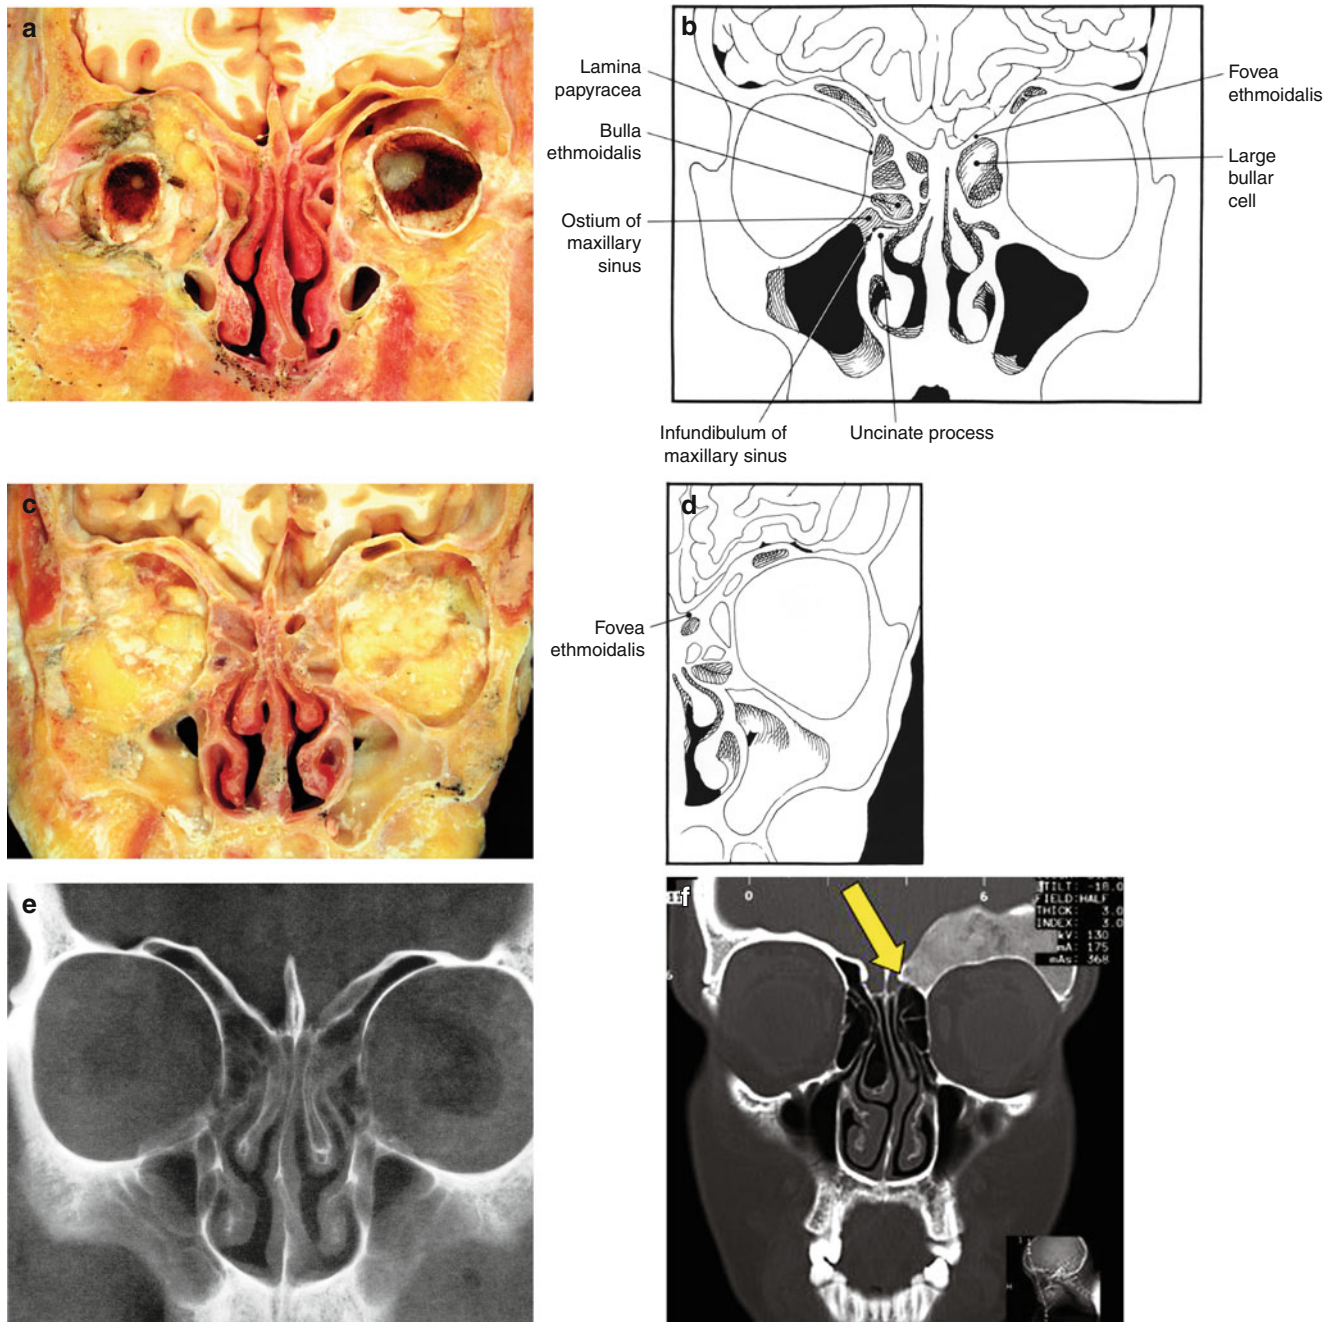 a
b
Lamina
papyracea
Bulla
ethmoidalis
Ostium of
maxillary
sinus
Fovea
ethmoidalis
Large
bullar
cell
Infundibulum of
maxillary sinus
Uncinate process
c
d
Fovea
ethmoidalis
e
f
0
6
TILT: -18.0
FIELD:HALF
THICK: 3.0
INDEX: 3.0
kV: 130
mA: 175
mAs: 368